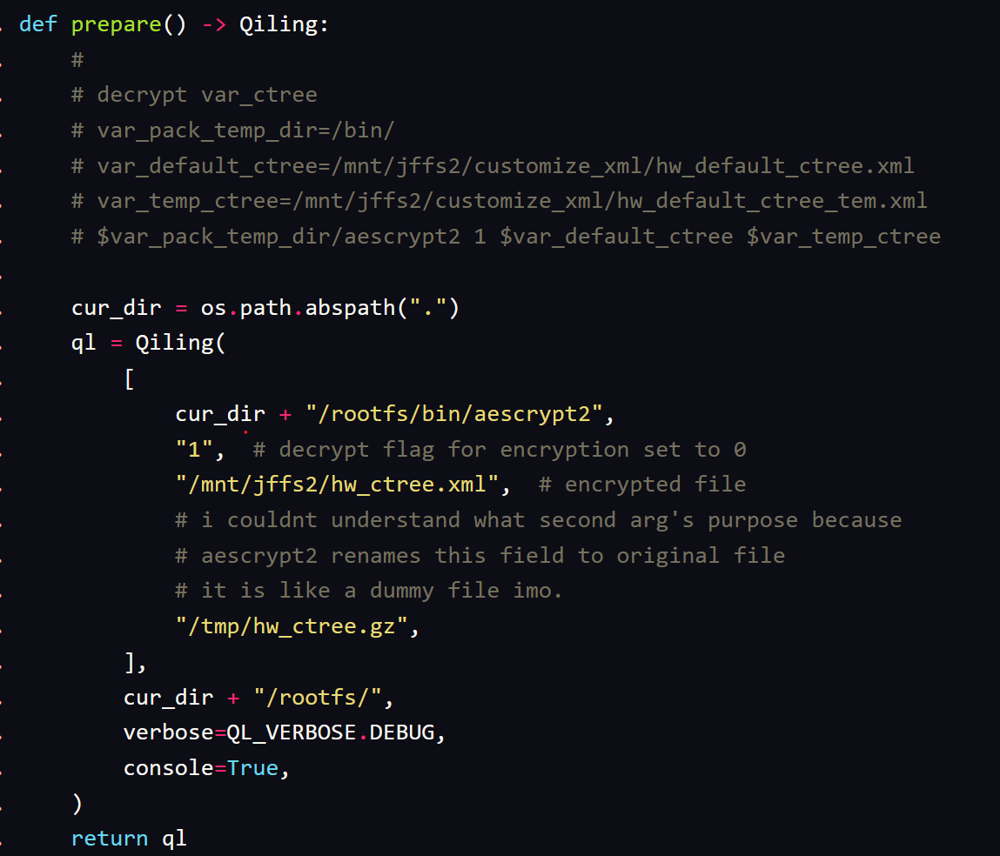 def prepare() -> Qiling:
    #
    # decrypt var_ctree
    # var_pack_temp_dir=/bin/
    # var_default_ctree=/mnt/jffs2/customize_xml/hw_default_ctree.xml
    # var_temp_ctree=/mnt/jffs2/customize_xml/hw_default_ctree_tem.xml
    # $var_pack_temp_dir/aescrypt2 1 $var_default_ctree $var_temp_ctree

    cur_dir = os.path.abspath(".")
    ql = Qiling(
        [
            cur_dir + "/rootfs/bin/aescrypt2",
            "1",  # decrypt flag for encryption set to 0
            "/mnt/jffs2/hw_ctree.xml",  # encrypted file
            # i couldnt understand what second arg's purpose because
            # aescrypt2 renames this field to original file
            # it is like a dummy file imo.
            "/tmp/hw_ctree.gz",
        ],
        cur_dir + "/rootfs/",
        verbose=QL_VERBOSE.DEBUG,
        console=True,
    )
    return ql